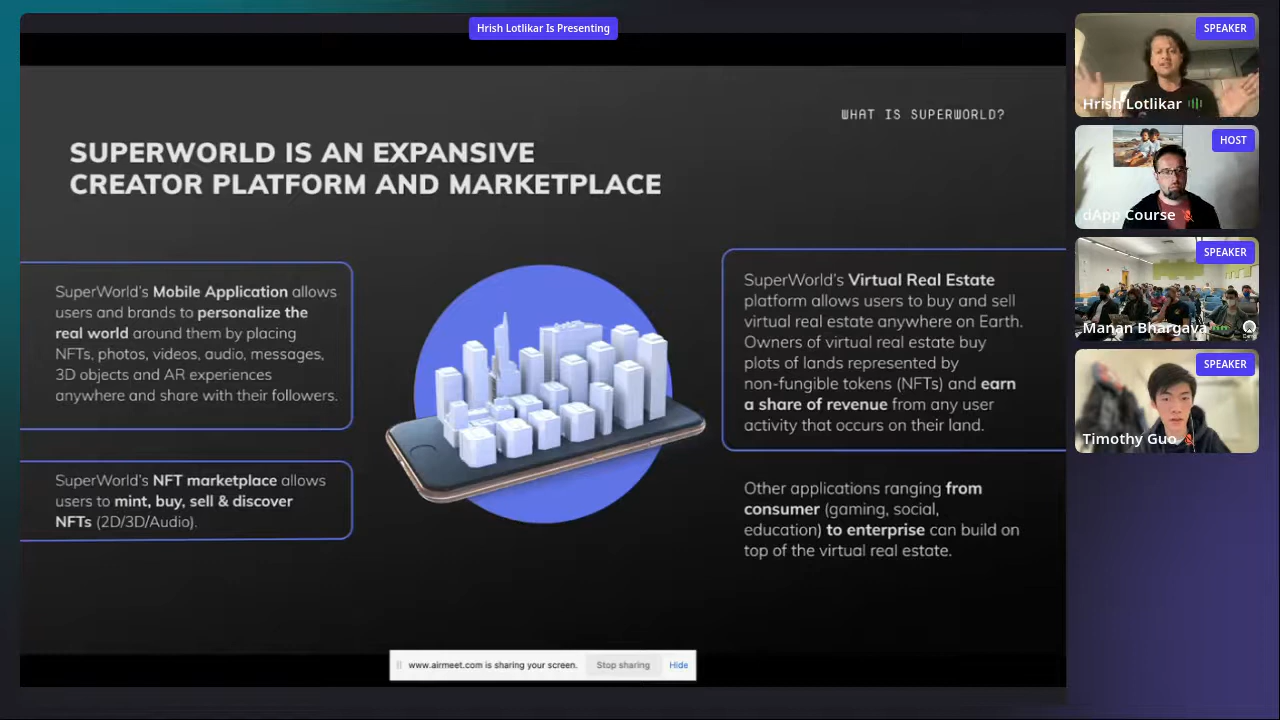 Hrish Lotlikar Is Presenting
WHAT IS SUPERWORLD?
SUPERWORLD IS AN EXPANSIVE
CREATOR PLATFORM AND MARKETPLACE
SuperWorld's Mobile Application allows
users and brands to personalize the
real world around them by placing
NFTs, photos, videos, audio, messages,
3D objects and AR experiences
anywhere and share with their followers.
SuperWorld's NFT marketplace allows
users to mint, buy, sell & discover
NFTs (2D/3D/Audio).
SuperWorld's Virtual Real Estate
platform allows users to buy and sell
virtual real estate anywhere on Earth.
Owners of virtual real estate buy
plots of lands represented by
non-fungible tokens (NFTs) and earn
a share of revenue from any user
activity that occurs on their land.
Other applications ranging from
consumer (gaming, social,
education) to enterprise can build on
top of the virtual real estate.
www.airmeet.com is sharing your screen.
Stop sharing
Hide
SPEAKER
Hrish Lotlikar
HOST
dApp Course
SPEAKER
Manan Bhargava
SPEAKER
Timothy Guo